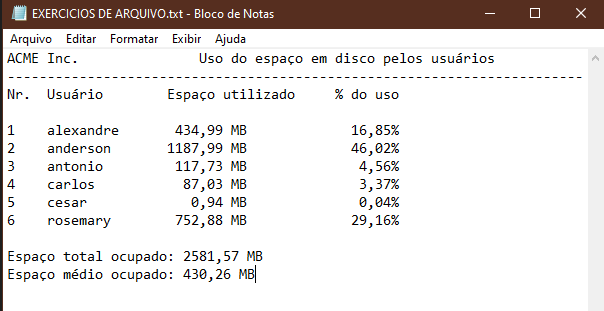 EXERCICIOS DE ARQUIVO.txt - Bloco de Notas
Arquivo Editar Formatar Exibir Ajuda
ACME Inc. Uso do espaço em disco pelos usuários
------------------------------------------------------------------------
Nr. Usuário Espaço utilizado % do uso
1 alexandre 434,99 MB 16,85%
2 anderson 1187,99 MB 46,02%
3 antonio 117,73 MB 4,56%
4 carlos 87,03 MB 3,37%
5 cesar 0,94 MB 0,04%
6 rosemary 752,88 MB 29,16%
Espaço total ocupado: 2581,57 MB
Espaço médio ocupado: 430,26 MB